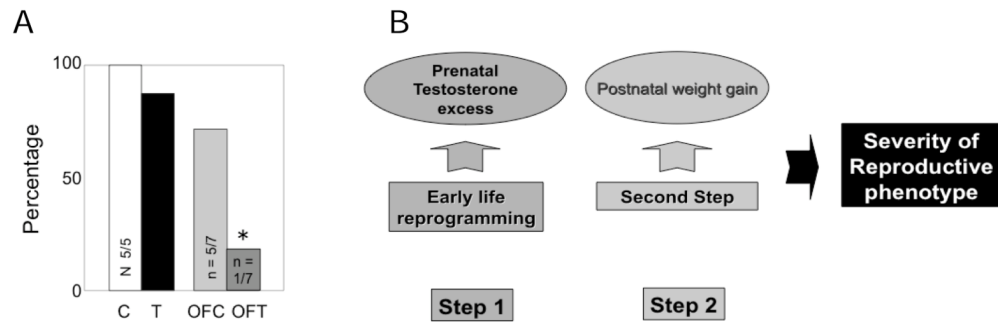 A
100
50
0
Percentage
N 5/5
n = 5/7
*
n =
1/7
C T OFC OFT
B
Prenatal
Testosterone
excess
Postnatal weight gain
Early life
reprogramming
Second Step
Severity of
Reproductive
phenotype
Step 1
Step 2